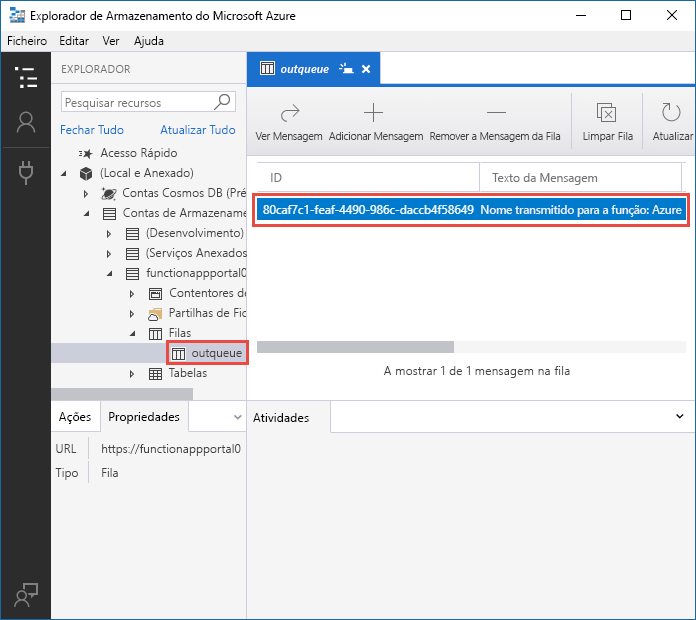 Explorador de Armazenamento do Microsoft Azure
Ficheiro Editar Ver Ajuda
EXPLORADOR
Pesquisar recursos
Fechar Tudo Atualizar Tudo
Acesso Rápido
(Local e Anexado)
Contas Cosmos DB (Pré
Contas de Armazename
(Desenvolvimento)
(Serviços Anexados
functionappportal0
Contentores de
Partilhas de Fic
Filas
outqueue
Tabelas
Ações Propriedades
URL https://functionappportal0
Tipo Fila
outqueue
Ver Mensagem Adicionar Mensagem Remover a Mensagem da Fila Limpar Fila Atualizar
ID Texto da Mensagem
80caf7c1-feaf-4490-986c-daccb4f58649 Nome transmitido para a função: Azure
A mostrar 1 de 1 mensagem na fila
Atividades